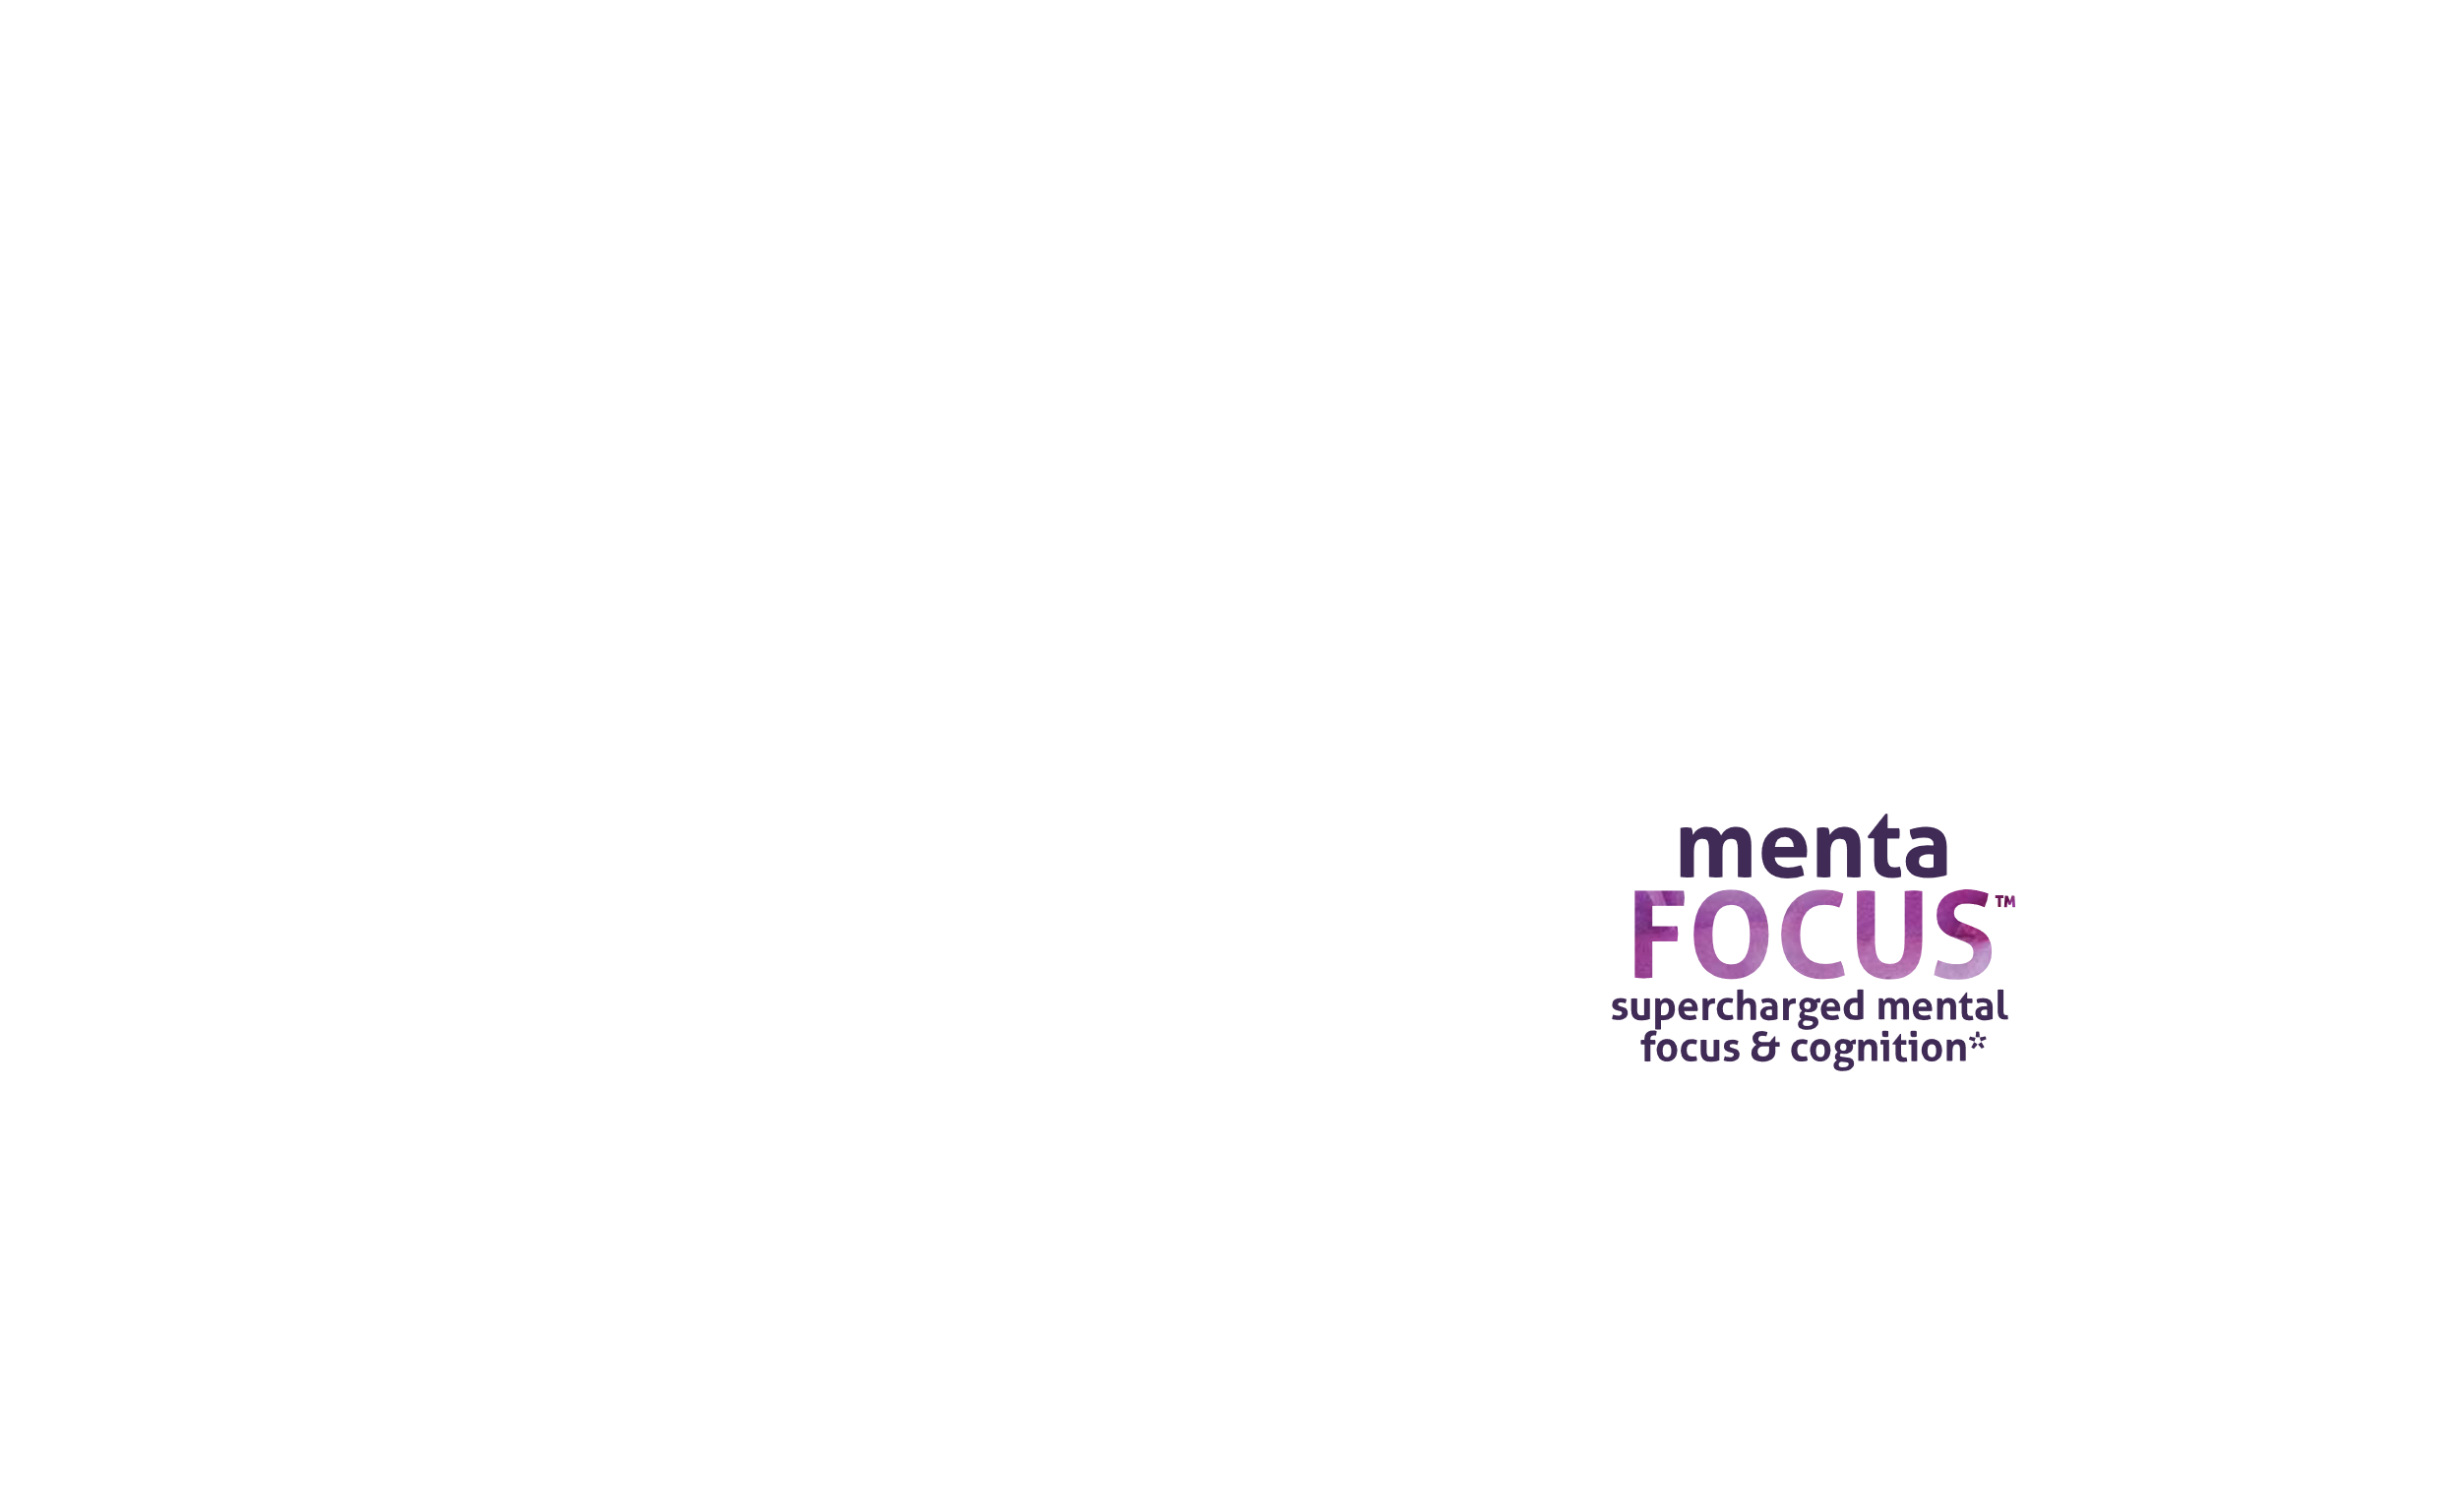 menta
FOCUS™
supercharged mental
focus & cognition*